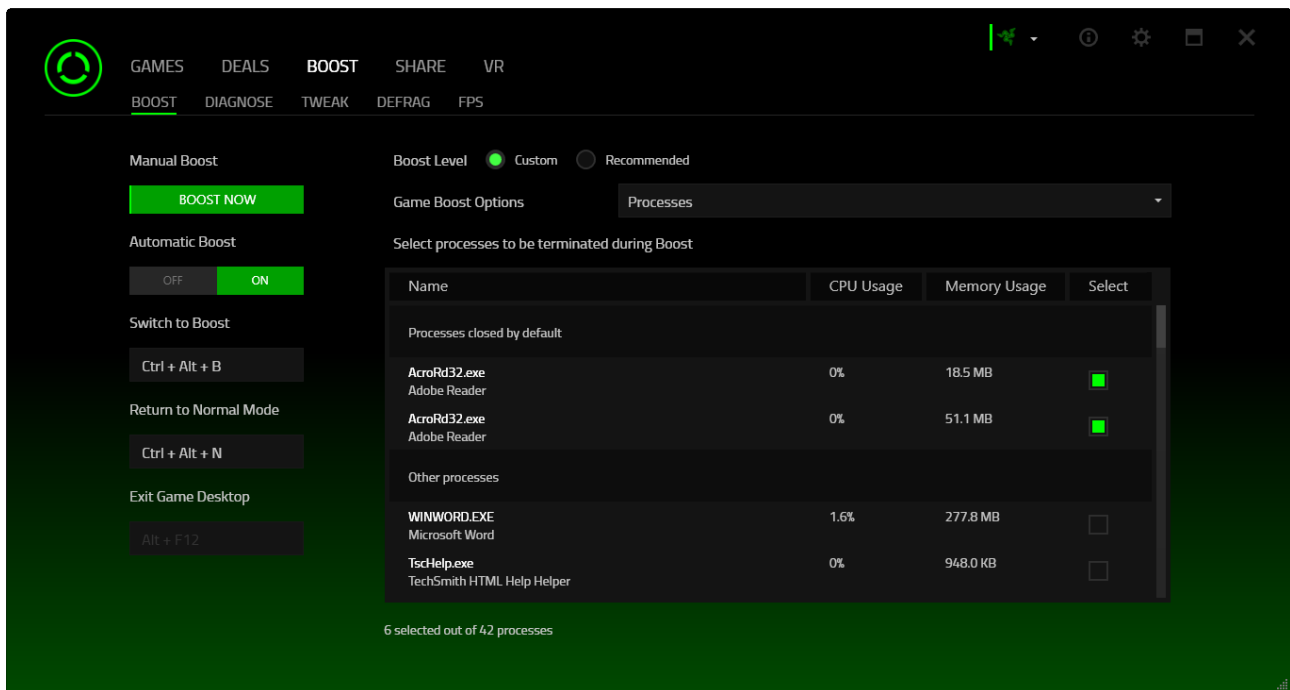 GAMES DEALS BOOST SHARE VR
BOOST DIAGNOSE TWEAK DEFRAG FPS
Manual Boost
BOOST NOW
Automatic Boost
OFF ON
Switch to Boost
Ctrl + Alt + B
Return to Normal Mode
Ctrl + Alt + N
Exit Game Desktop
Alt + F12
Boost Level Custom Recommended
Game Boost Options Processes
Select processes to be terminated during Boost
Name CPU Usage Memory Usage Select
Processes closed by default
AcroRd32.exe 0% 18.5 MB
Adobe Reader
AcroRd32.exe 0% 51.1 MB
Adobe Reader
Other processes
WINWORD.EXE 1.6% 277.8 MB
Microsoft Word
TscHelp.exe 0% 948.0 KB
TechSmith HTML Help Helper
6 selected out of 42 processes